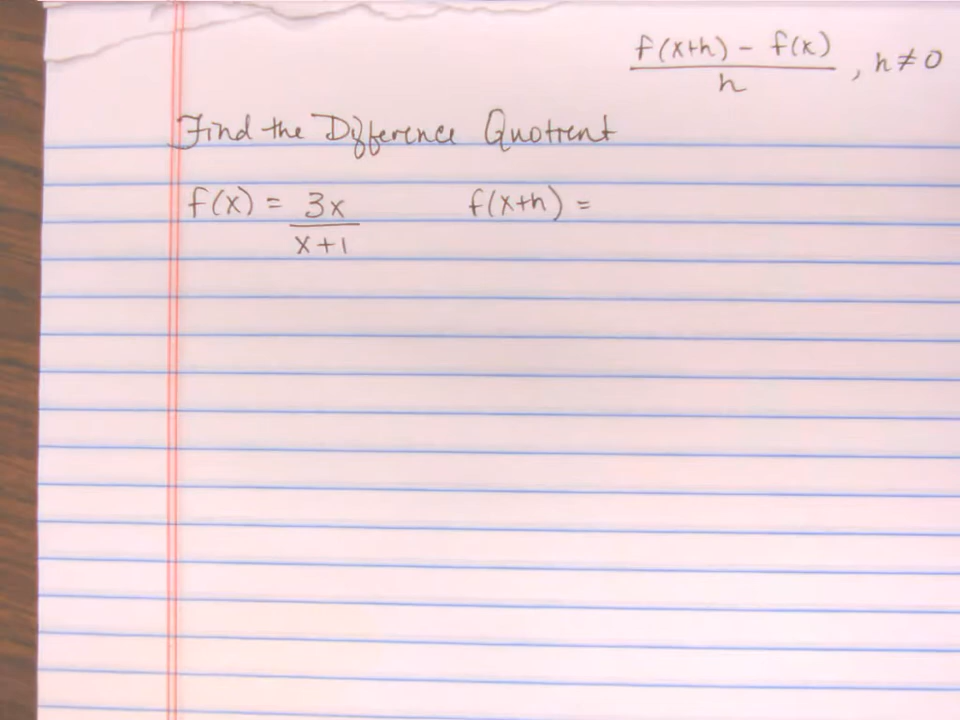 f(x+h) - f(x)
h
, h ≠ 0
Find the Difference Quotient
f(x) = 3x
x+1
f(x+h) =